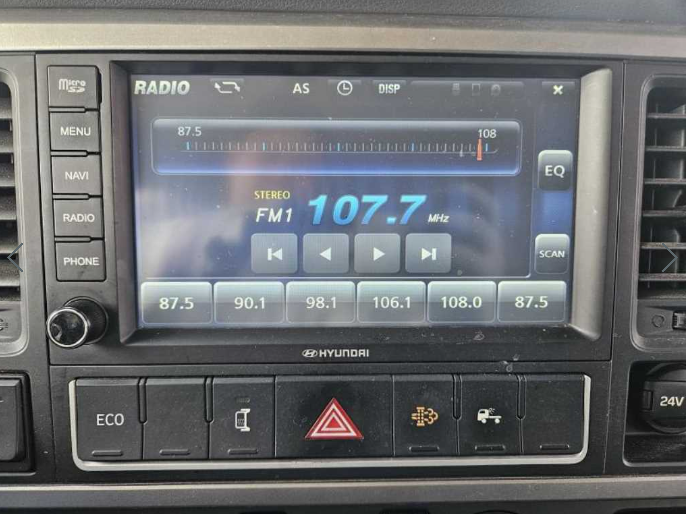 Micro SD
RADIO AS DISP
MENU
87.5 108
NAVI
EQ
STEREO
RADIO
FM1 107.7 MHz
PHONE
SCAN
87.5 90.1 98.1 106.1 108.0 87.5
HYUNDAI
ECO
24V